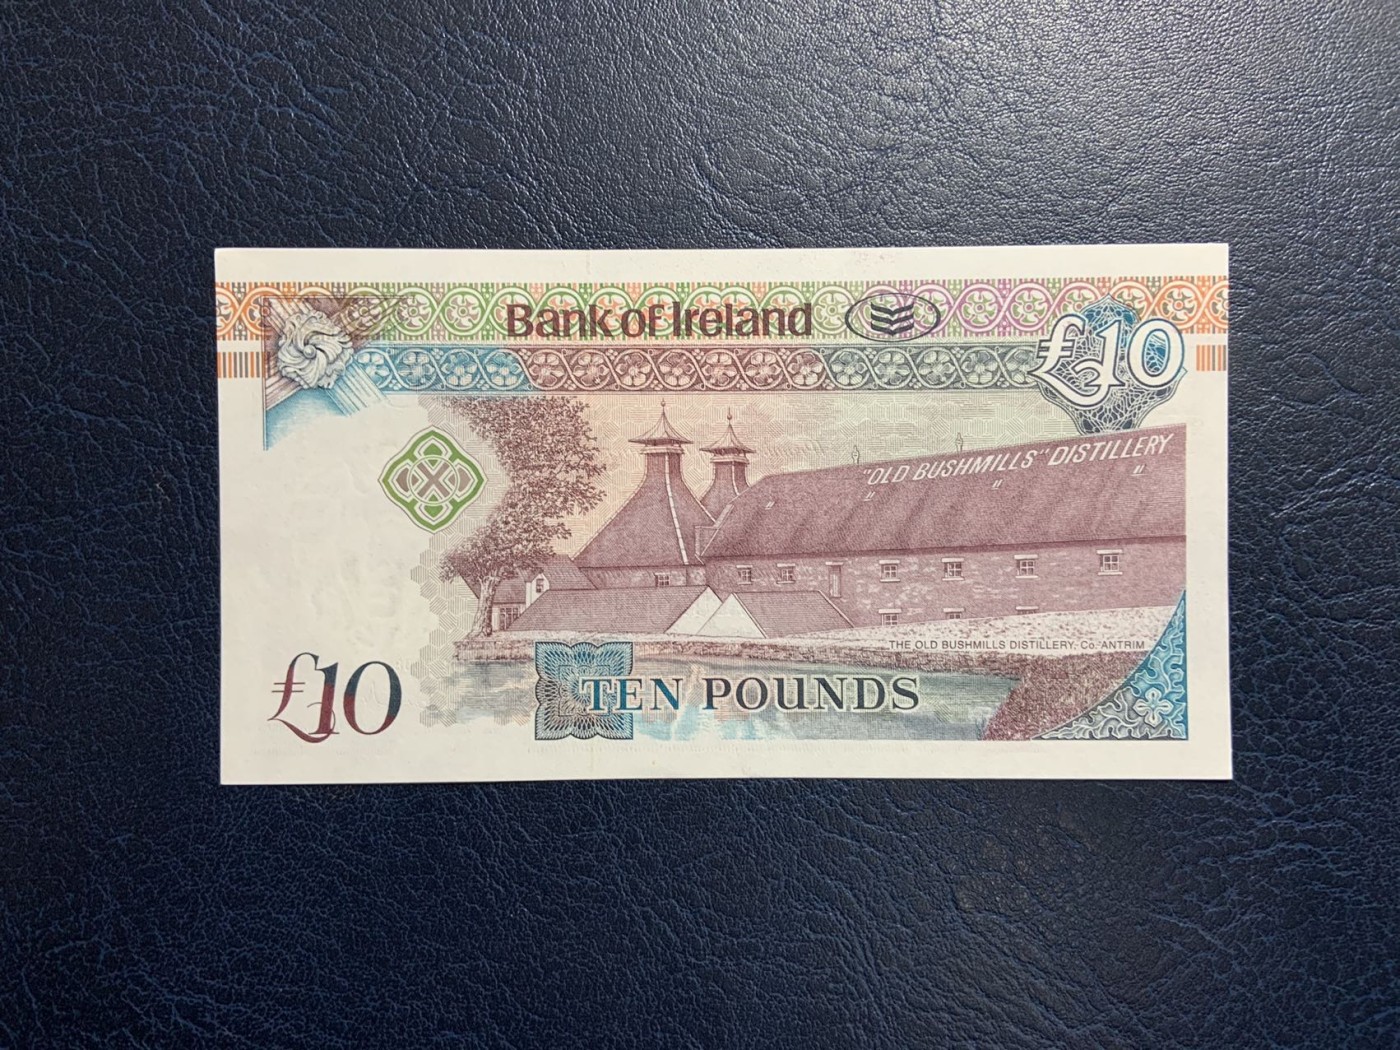 Bank of Ireland
£10
"OLD BUSHMILLS" DISTILLERY
THE OLD BUSHMILLS DISTILLERY, Co. ANTRIM
£10
TEN POUNDS